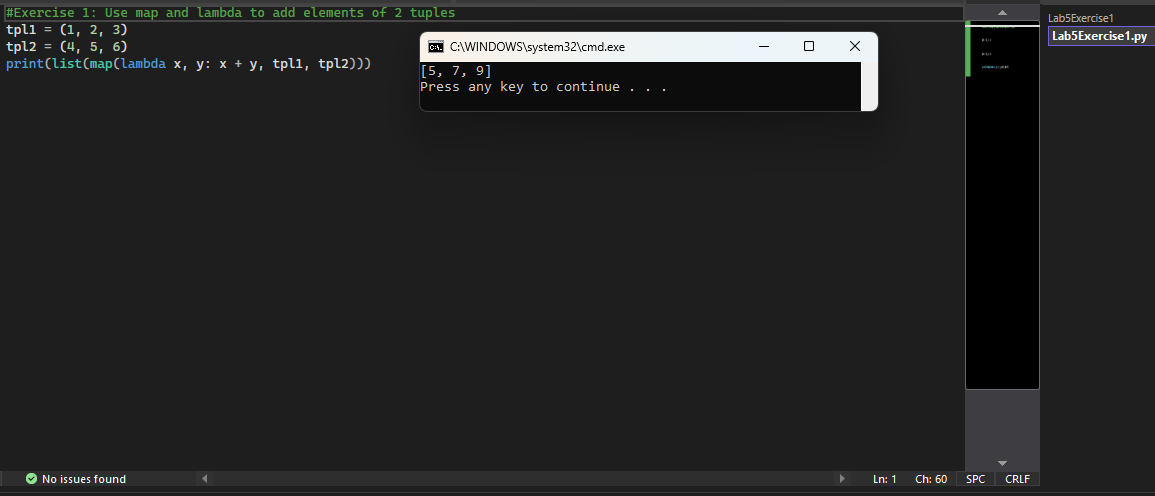 #Exercise 1: Use map and lambda to add elements of 2 tuples
tpl1 = (1, 2, 3)
tpl2 = (4, 5, 6)
print(list(map(lambda x, y: x + y, tpl1, tpl2)))
C:\WINDOWS\system32\cmd.exe
[5, 7, 9]
Press any key to continue . . .
Lab5Exercise1
Lab5Exercise1.py
No issues found
Ln: 1 Ch: 60 SPC CRLF